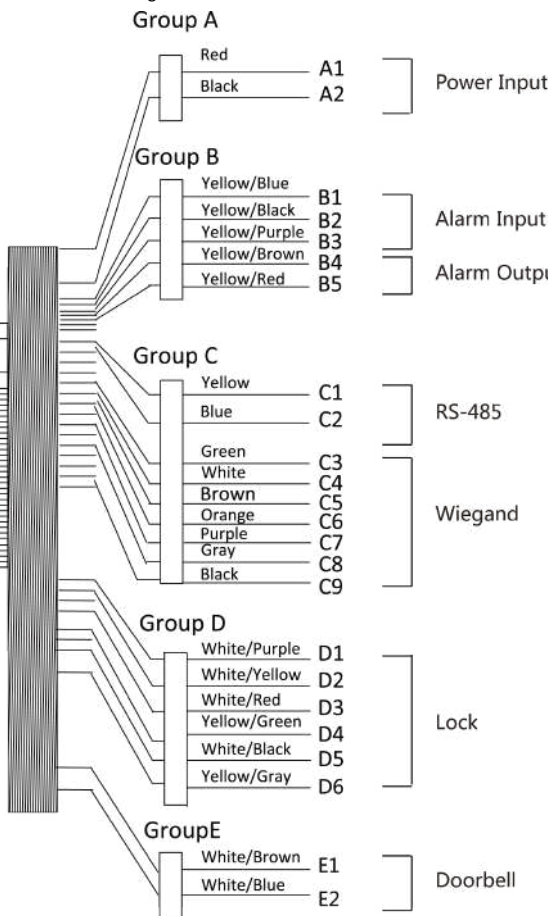 Group A
Red A1
Black A2
Power Input
Group B
Yellow/Blue B1
Yellow/Black B2
Yellow/Purple B3
Alarm Input
Yellow/Brown B4
Yellow/Red B5
Alarm Outpu
Group C
Yellow C1
Blue C2
RS-485
Green C3
White C4
Brown C5
Orange C6
Purple C7
Gray C8
Black C9
Wiegand
Group D
White/Purple D1
White/Yellow D2
White/Red D3
Yellow/Green D4
White/Black D5
Yellow/Gray D6
Lock
GroupE
White/Brown E1
White/Blue E2
Doorbell